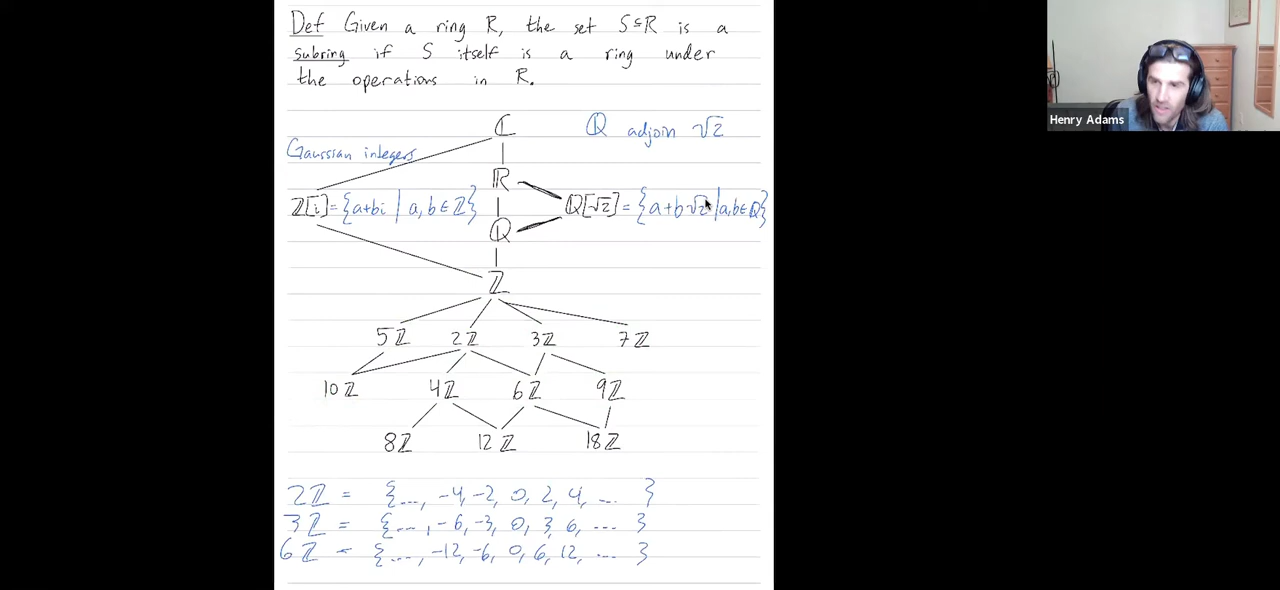 Def Given a ring R, the set S⊆R is a
subring if S itself is a ring under
the operations in R.
Henry Adams
ℂ
ℚ adjoin √2
Gaussian integers
ℝ
ℤ[i] = {a+bi | a, b ∈ ℤ}
ℚ[√2] = {a+b√2 | a,b ∈ ℚ}
ℚ
ℤ
5ℤ 2ℤ 3ℤ 7ℤ
10ℤ 4ℤ 6ℤ 9ℤ
8ℤ 12ℤ 18ℤ
2ℤ = {..., -4, -2, 0, 2, 4, ... }
3ℤ = {..., -6, -3, 0, 3, 6, ... }
6ℤ = {..., -12, -6, 0, 6, 12, ... }